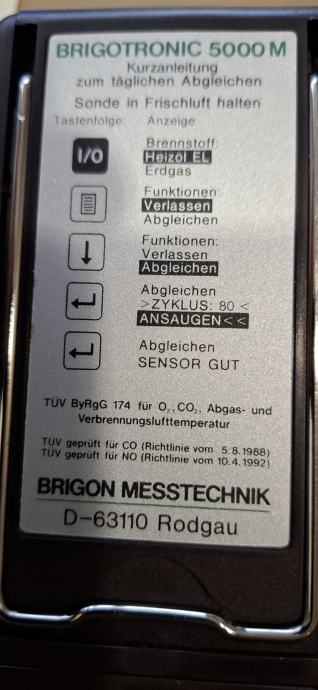 BRIGOTRONIC 5000 M
Kurzanleitung
zum täglichen Abgleichen
Sonde in Frischluft halten
Tastenfolge: Anzeige:
I/O
Brennstoff:
Heizöl EL
Erdgas
Funktionen:
Verlassen
Abgleichen
Funktionen:
Verlassen
Abgleichen
Abgleichen
>ZYKLUS: 80 <
ANSAUGEN<<
Abgleichen
SENSOR GUT
TÜV ByRgG 174 für O₂, CO₂, Abgas- und
Verbrennungslufttemperatur
TÜV geprüft für CO (Richtlinie vom 5.8.1988)
TÜV geprüft für NO (Richtlinie vom 10.4.1992)
BRIGON MESSTECHNIK
D-63110 Rodgau